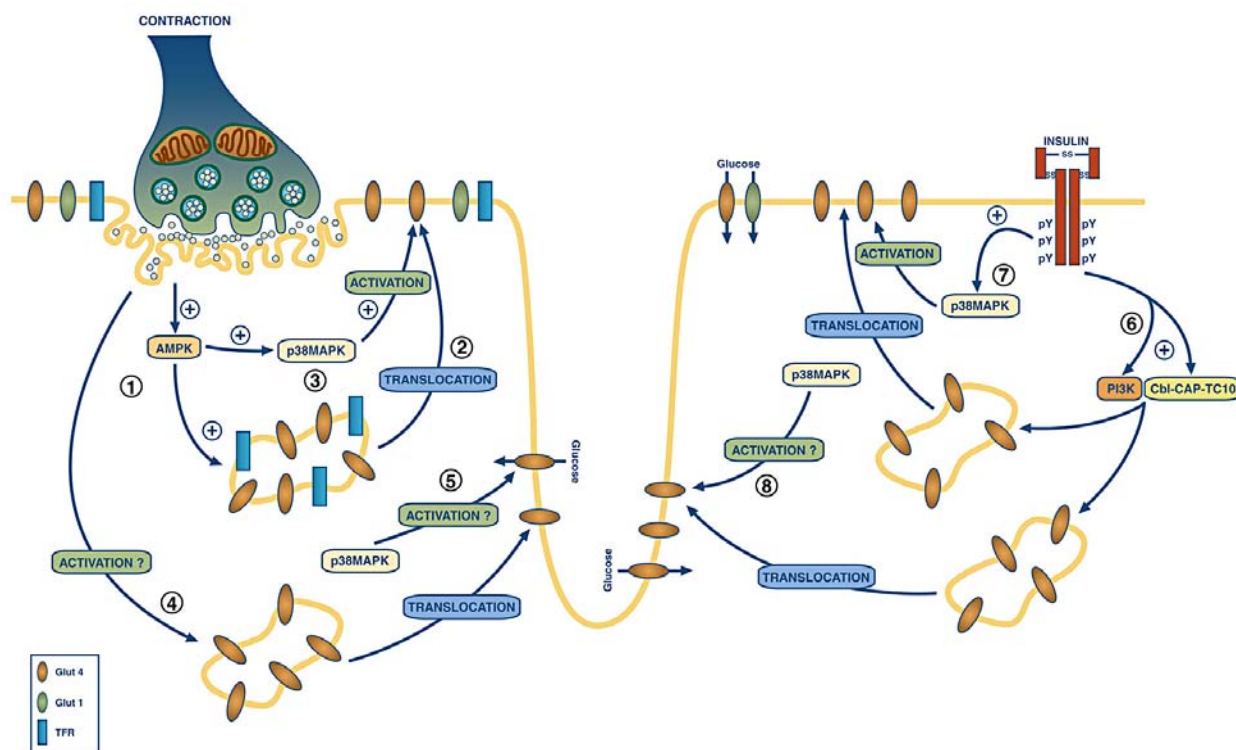 CONTRACTION
Glucose
INSULIN
SS
SS
SS
pY
pY
pY
pY
pY
pY
+
ACTIVATION
7
p38MAPK
+
ACTIVATION
+
AMPK
+
p38MAPK
2
TRANSLOCATION
6
+
1
3
TRANSLOCATION
p38MAPK
PI3K
Cbl-CAP-TC10
+
Glucose
ACTIVATION ?
8
5
ACTIVATION ?
p38MAPK
ACTIVATION ?
Glucose
TRANSLOCATION
4
TRANSLOCATION
Glut 4
Glut 1
TFR